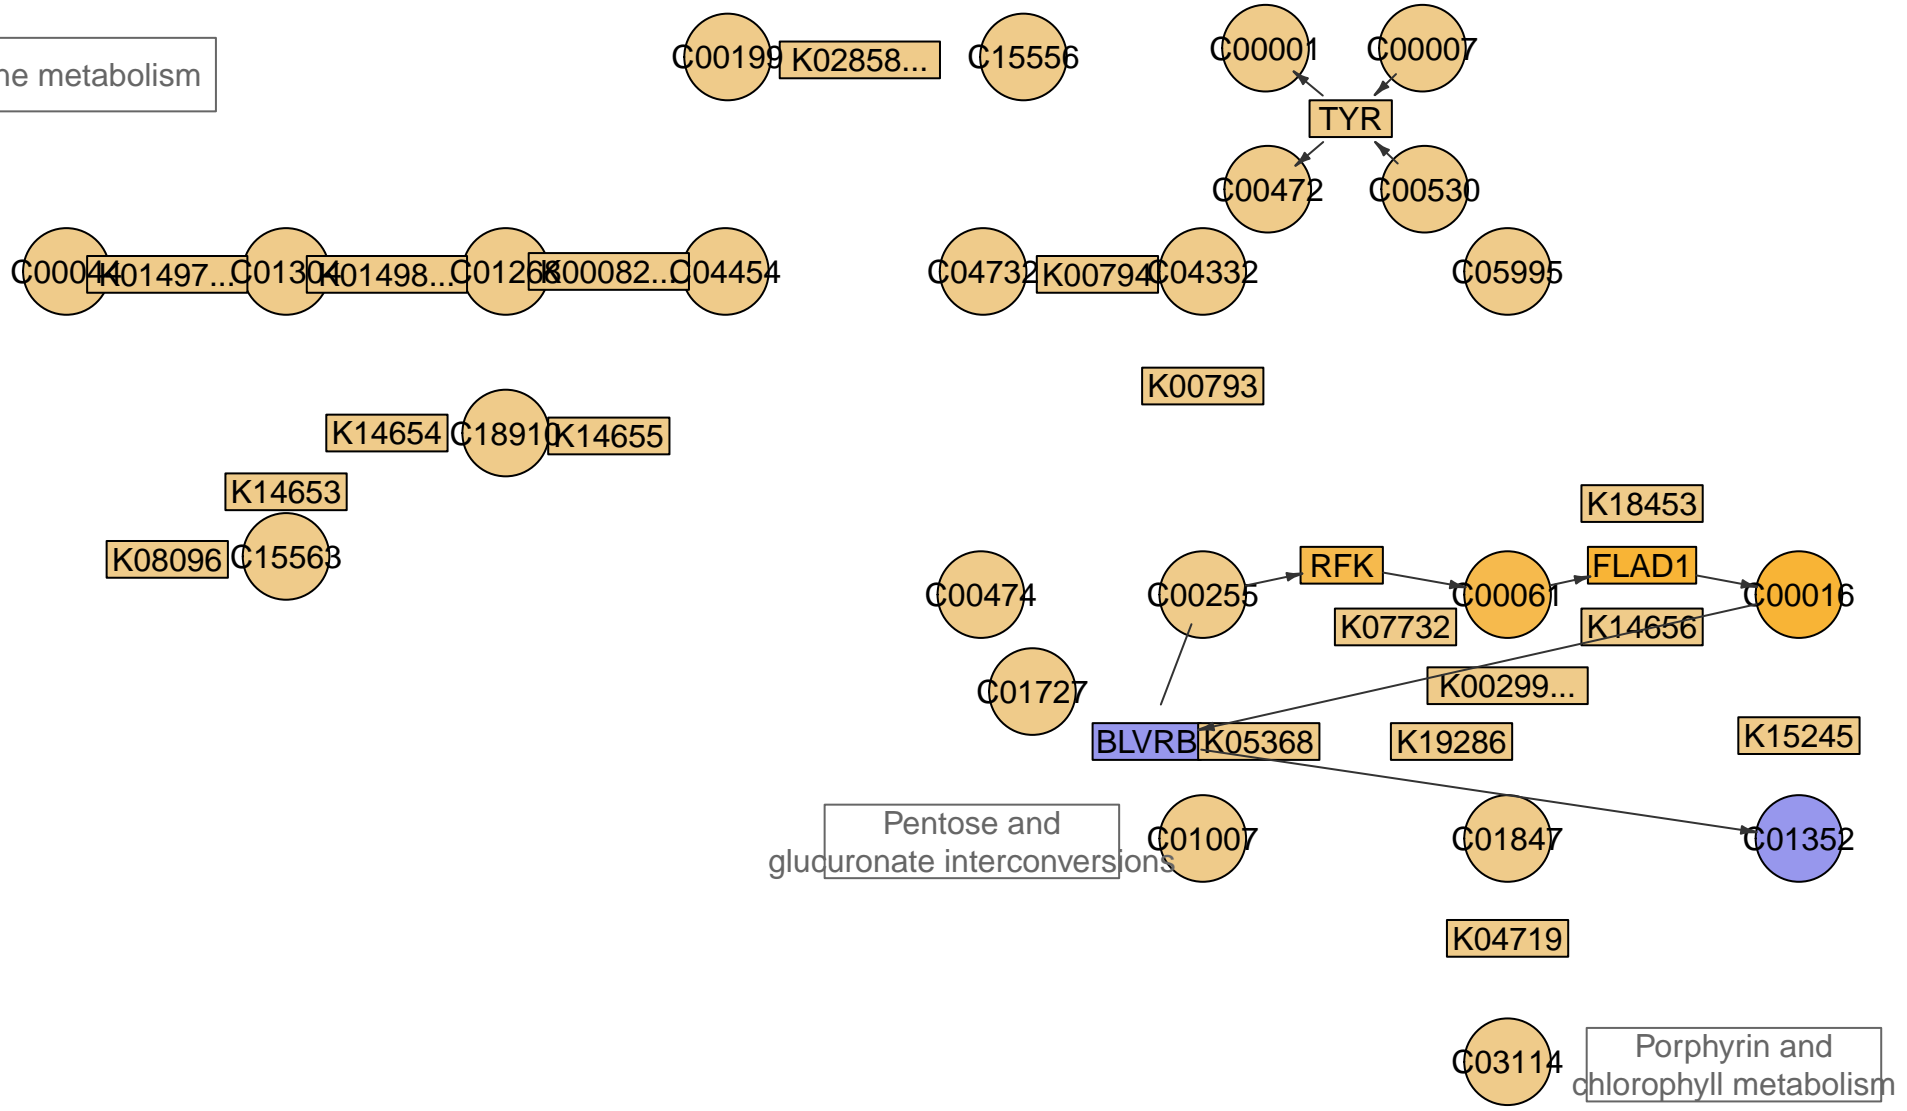 C00199
K02858...
C15556
C00001
C00007
ne metabolism
TYR
C00472
C00530
C00044
K01497...
C01304
K01498...
C01268
K00082...
C04454
C04732
K00794
C04332
C05995
K00793
K14654
C18910
K14655
K14653
K08096
C15563
K18453
C00474
C00255
RFK
C00061
FLAD1
C00016
K07732
K14656
C01727
K00299...
BLVRB
K05368
K19286
K15245
Pentose and
glucuronate interconversions
C01007
C01847
C01352
K04719
C03114
Porphyrin and
chlorophyll metabolism